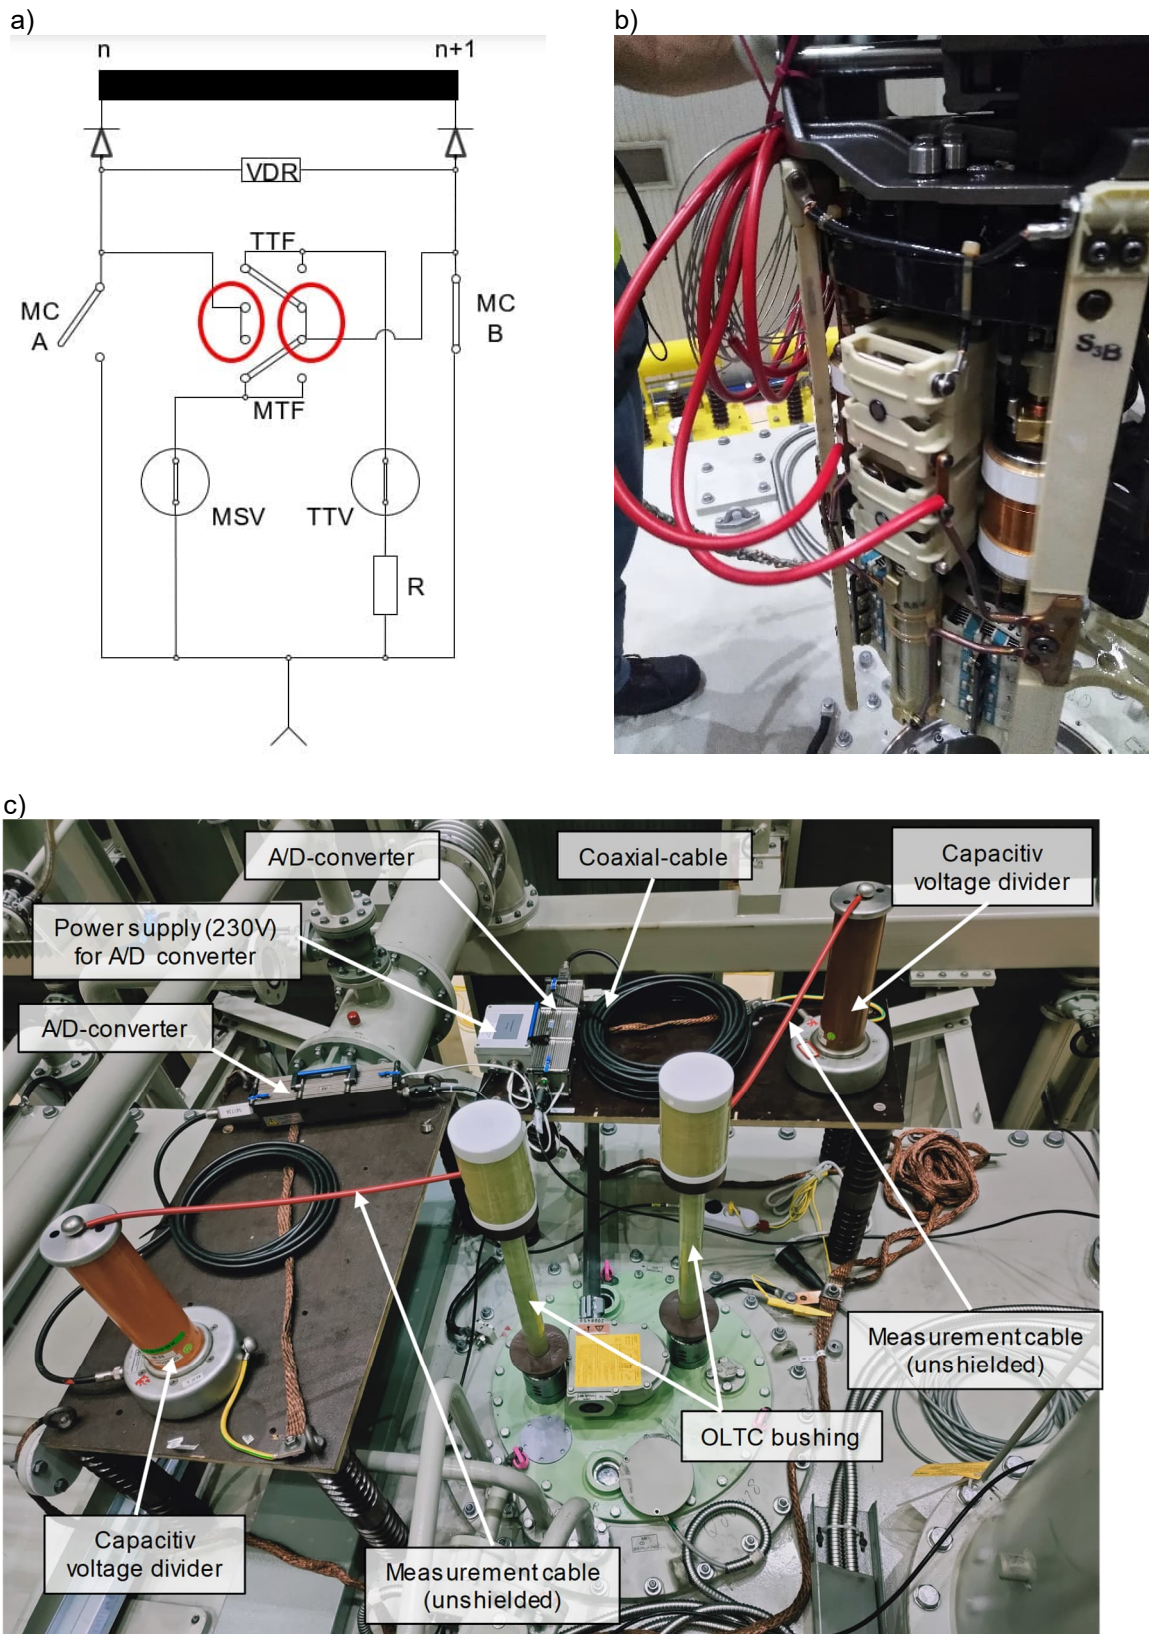 a)
n
n+1
VDR
TTF
MC
A
MC
B
MTF
MSV
TTV
R
b)
S₃B
c)
A/D-converter
Coaxial-cable
Capacitiv
voltage divider
Power supply (230V)
for A/D converter
A/D-converter
Measurement cable
(unshielded)
OLTC bushing
Capacitiv
voltage divider
Measurement cable
(unshielded)